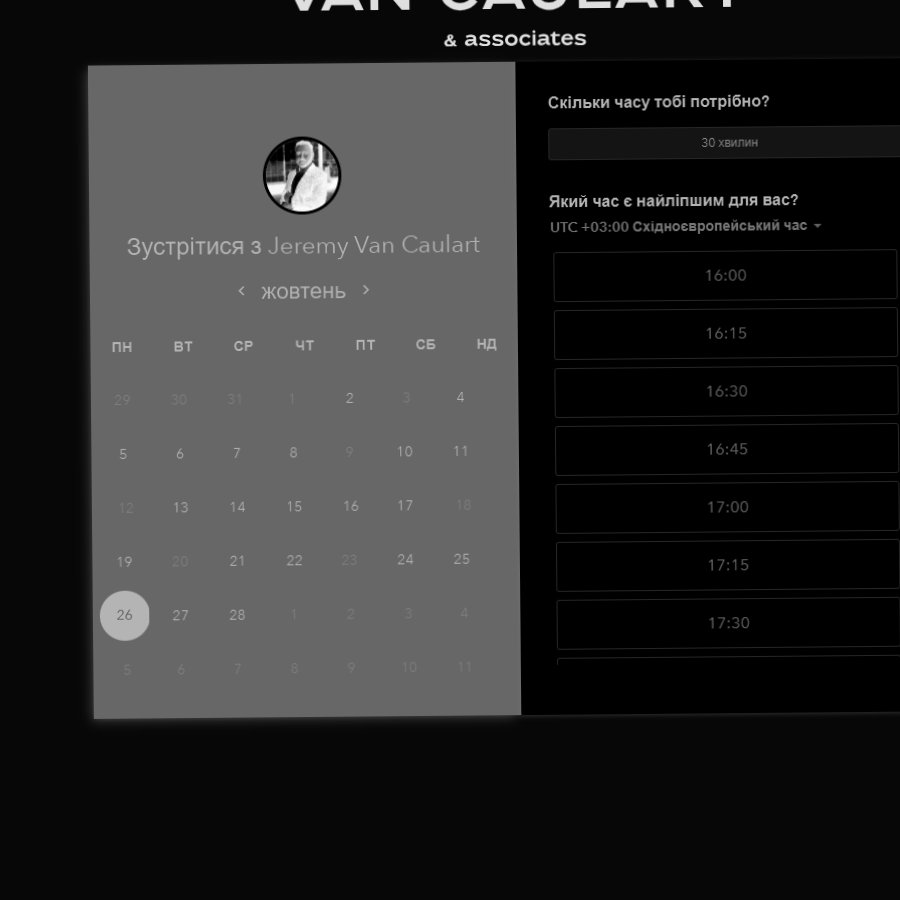 VAN CAULART
& associates
Зустрітися з Jeremy Van Caulart
жовтень
ПН ВТ СР ЧТ ПТ СБ НД
29 30 31 1 2 3 4
5 6 7 8 9 10 11
12 13 14 15 16 17 18
19 20 21 22 23 24 25
26 27 28 1 2 3 4
5 6 7 8 9 10 11
Скільки часу тобі потрібно?
30 хвилин
Який час є найліпшим для вас?
UTC +03:00 Східноєвропейський час
16:00
16:15
16:30
16:45
17:00
17:15
17:30